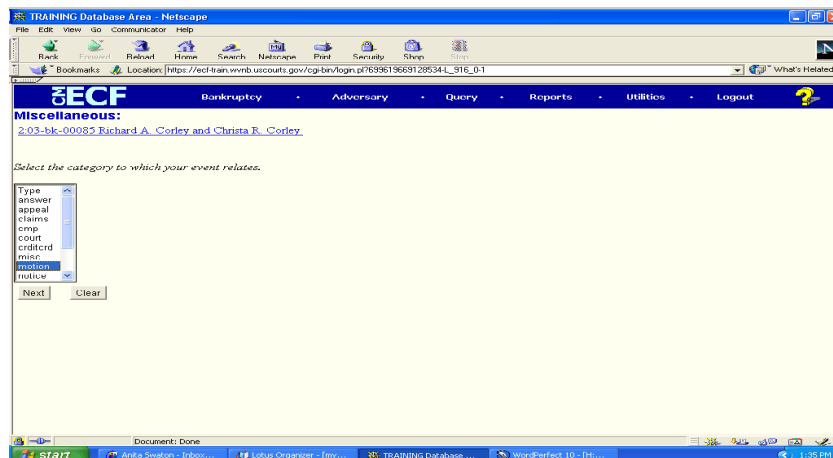 TRAINING Database Area - Netscape
File Edit View Go Communicator Help
Back Forward Reload Home Search Netscape Print Security Shop Stop
Bookmarks Location: https://ecf-train.wvnb.uscourts.gov/cgi-bin/login.pl?6996196691285 34-L_916_0-1 What's Related
CM ECF Bankruptcy • Adversary • Query • Reports • Utilities • Logout ?
Miscellaneous:
2:03-bk-00085 Richard A. Corley and Christa R. Corley
Select the category to which your event relates.
Type
answer
appeal
claims
cmp
court
crditcrd
misc
motion
notice
Next Clear
Document: Done
start Anita Swaton - Inbox... Lotus Organizer - [my... TRAINING Database ... WordPerfect 10 - [H:... 1:35 PM